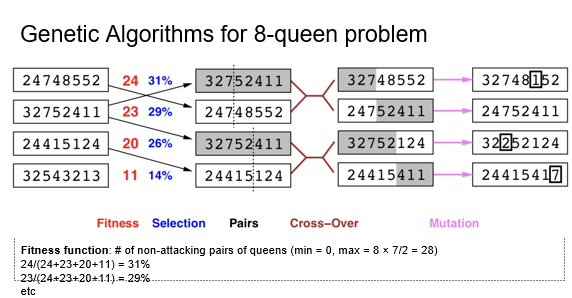 Genetic Algorithms for 8-queen problem
24748552 24 31% 32752411 32748552 32748152
32752411 23 29% 24748552 24752411 24752411
24415124 20 26% 32752411 32752124 32252124
32543213 11 14% 24415124 24415411 24415417
Fitness Selection Pairs Cross-Over Mutation
Fitness function: # of non-attacking pairs of queens (min = 0, max = 8 × 7/2 = 28)
24/(24+23+20+11) = 31%
23/(24+23+20+11) = 29%
etc